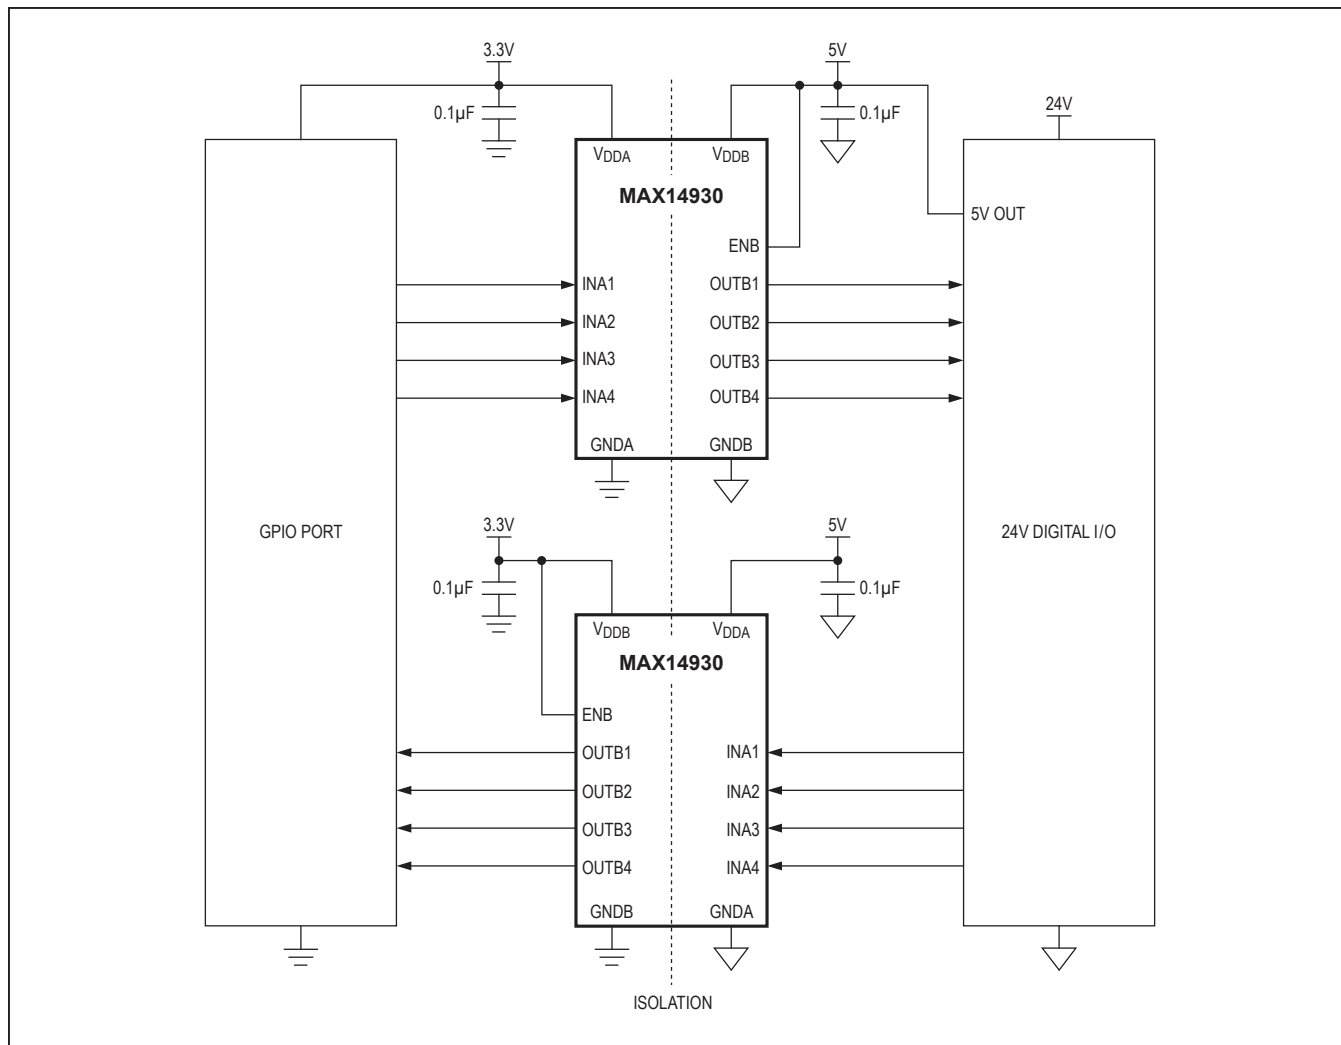 3.3V
5V
0.1µF
0.1µF
24V
VDDA
VDDB
MAX14930
5V OUT
ENB
INA1
OUTB1
INA2
OUTB2
INA3
OUTB3
INA4
OUTB4
GNDA
GNDB
GPIO PORT
24V DIGITAL I/O
3.3V
5V
0.1µF
0.1µF
VDDB
VDDA
MAX14930
ENB
OUTB1
INA1
OUTB2
INA2
OUTB3
INA3
OUTB4
INA4
GNDB
GNDA
ISOLATION